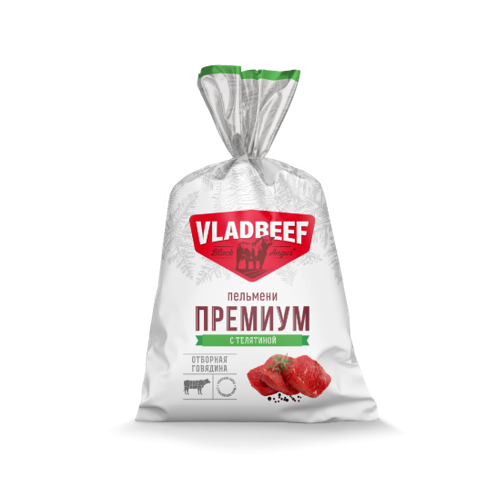 VLADBEEF
Black Angus
пельмени
ПРЕМИУМ
С ТЕЛЯТИНОЙ
ОТБОРНАЯ
ГОВЯДИНА